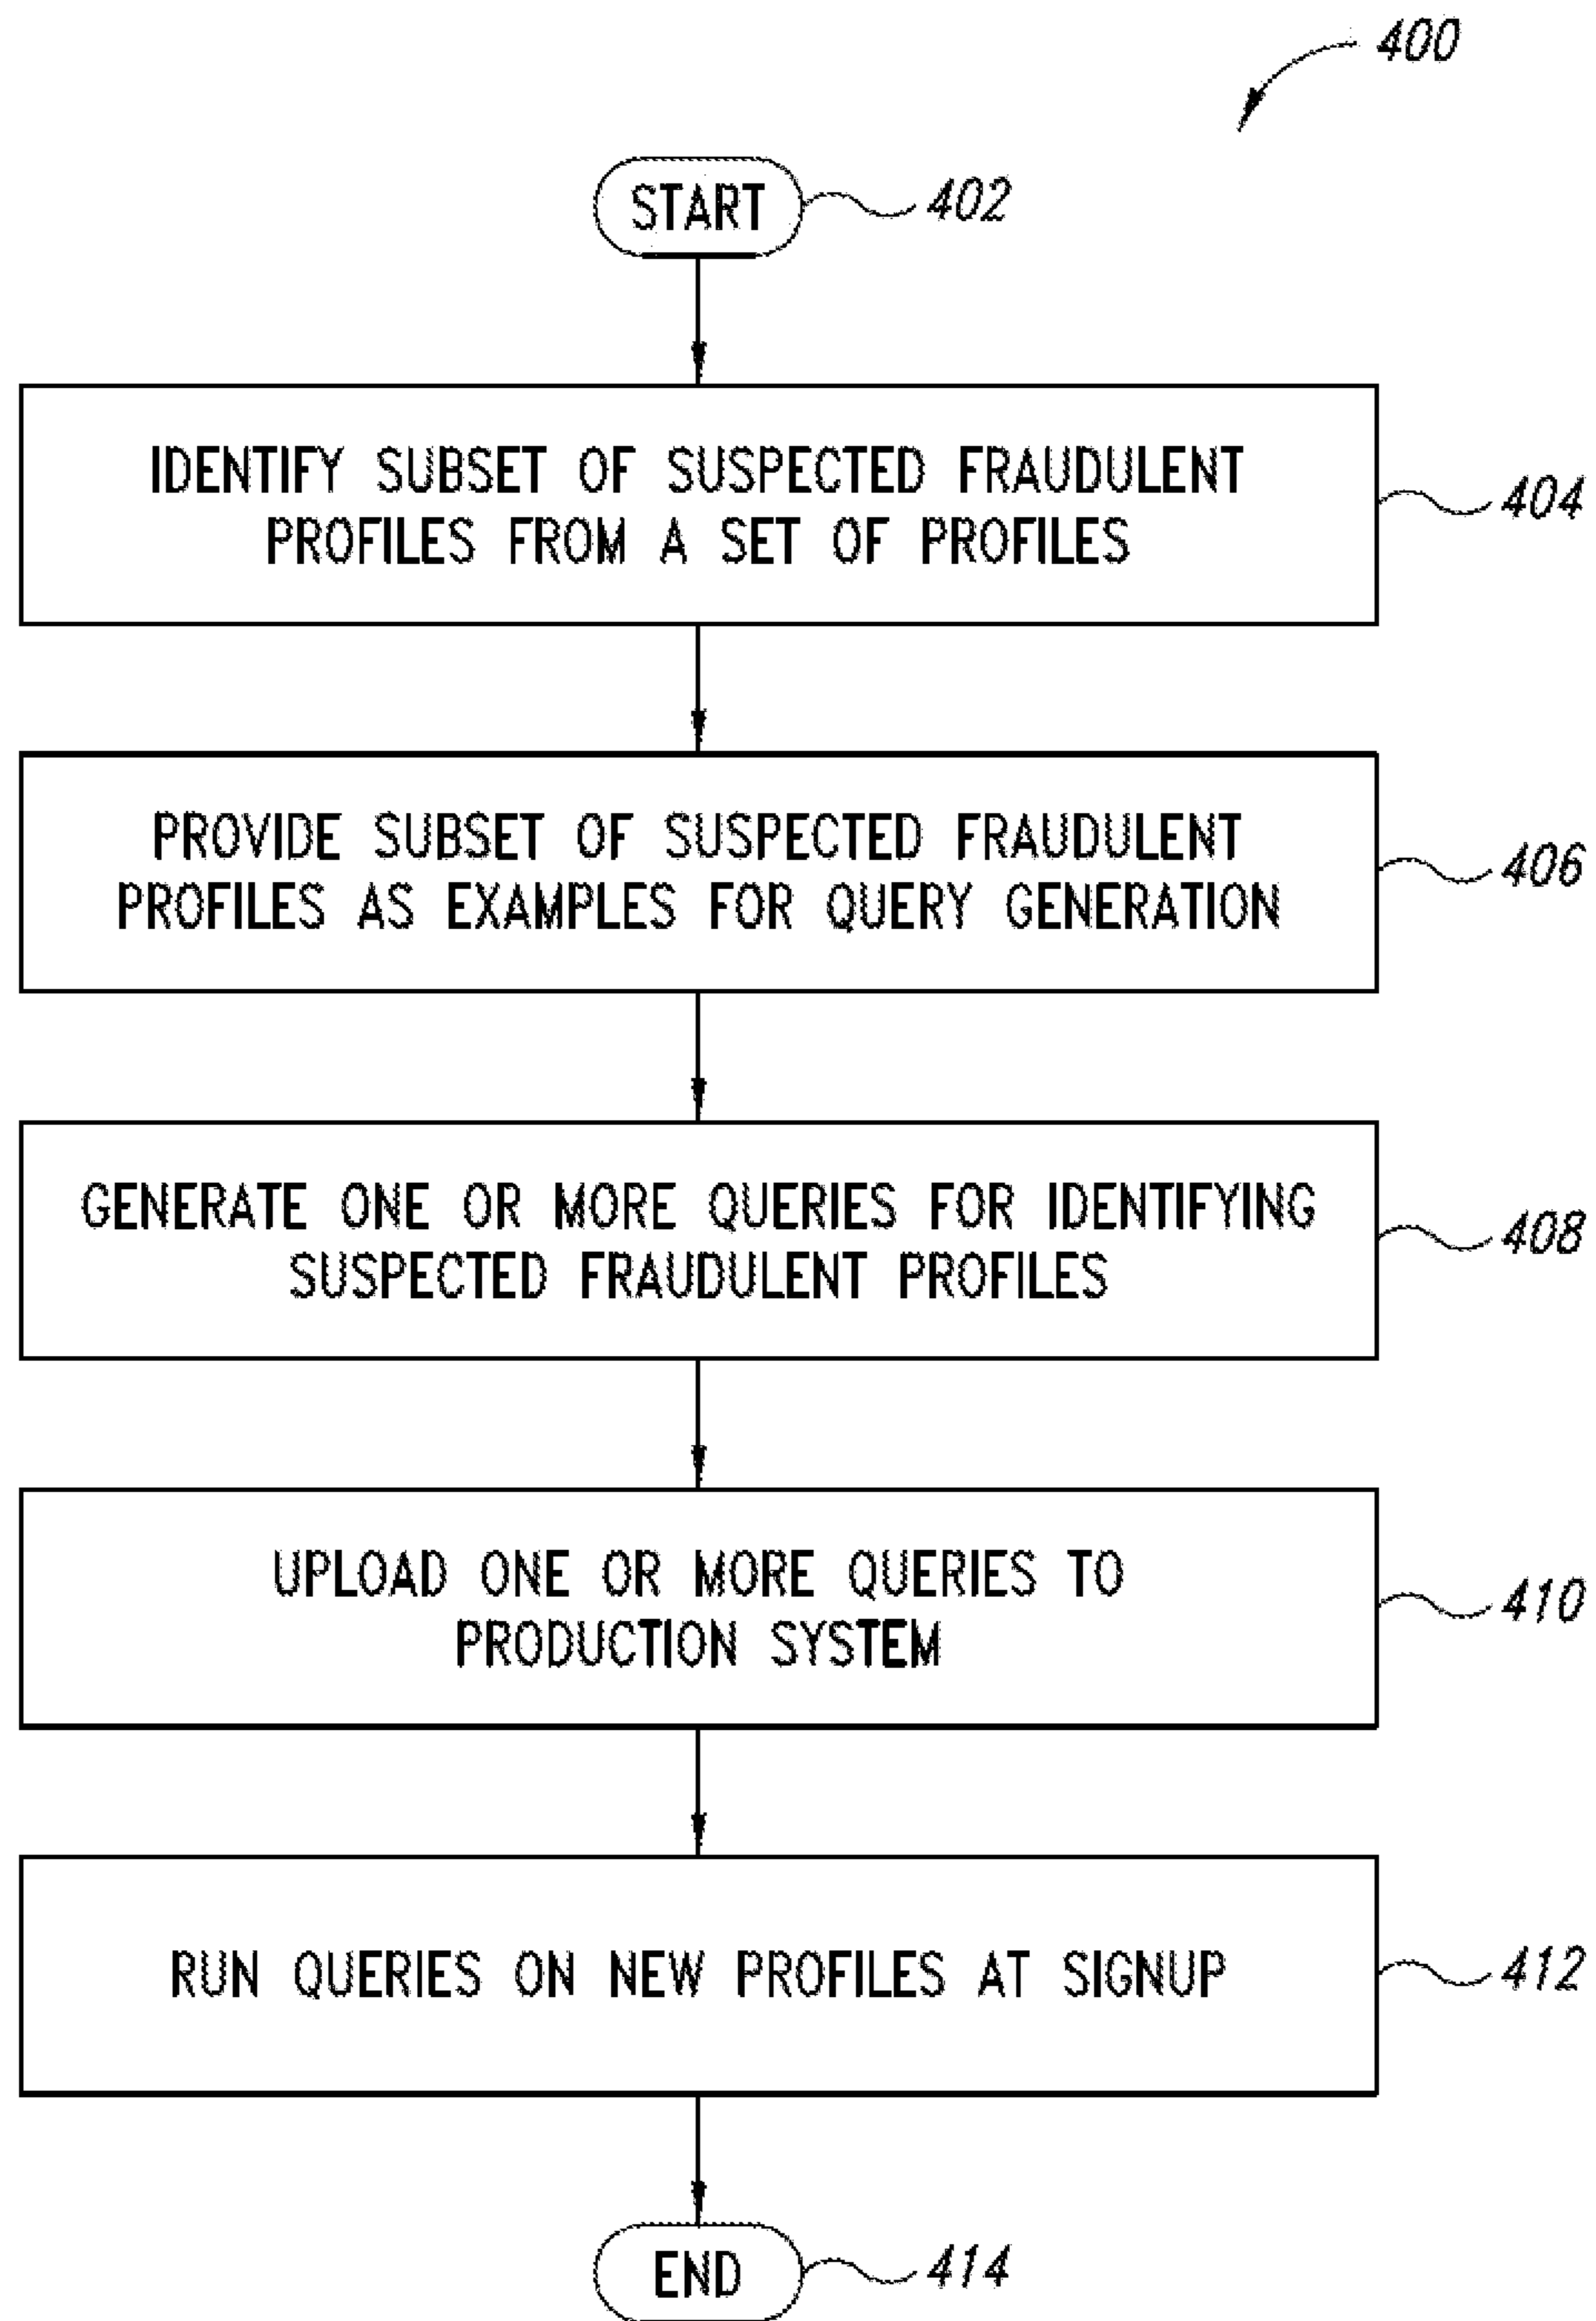 400
START
402
IDENTIFY SUBSET OF SUSPECTED FRAUDULENT
PROFILES FROM A SET OF PROFILES
404
PROVIDE SUBSET OF SUSPECTED FRAUDULENT
PROFILES AS EXAMPLES FOR QUERY GENERATION
406
GENERATE ONE OR MORE QUERIES FOR IDENTIFYING
SUSPECTED FRAUDULENT PROFILES
408
UPLOAD ONE OR MORE QUERIES TO
PRODUCTION SYSTEM
410
RUN QUERIES ON NEW PROFILES AT SIGNUP
412
END
414